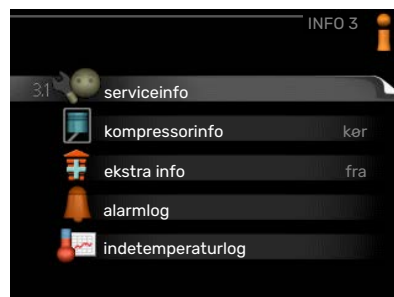 INFO 3
3.1 serviceinfo
kompressorinfo kør
ekstra info fra
alarmlog
indetemperaturlog